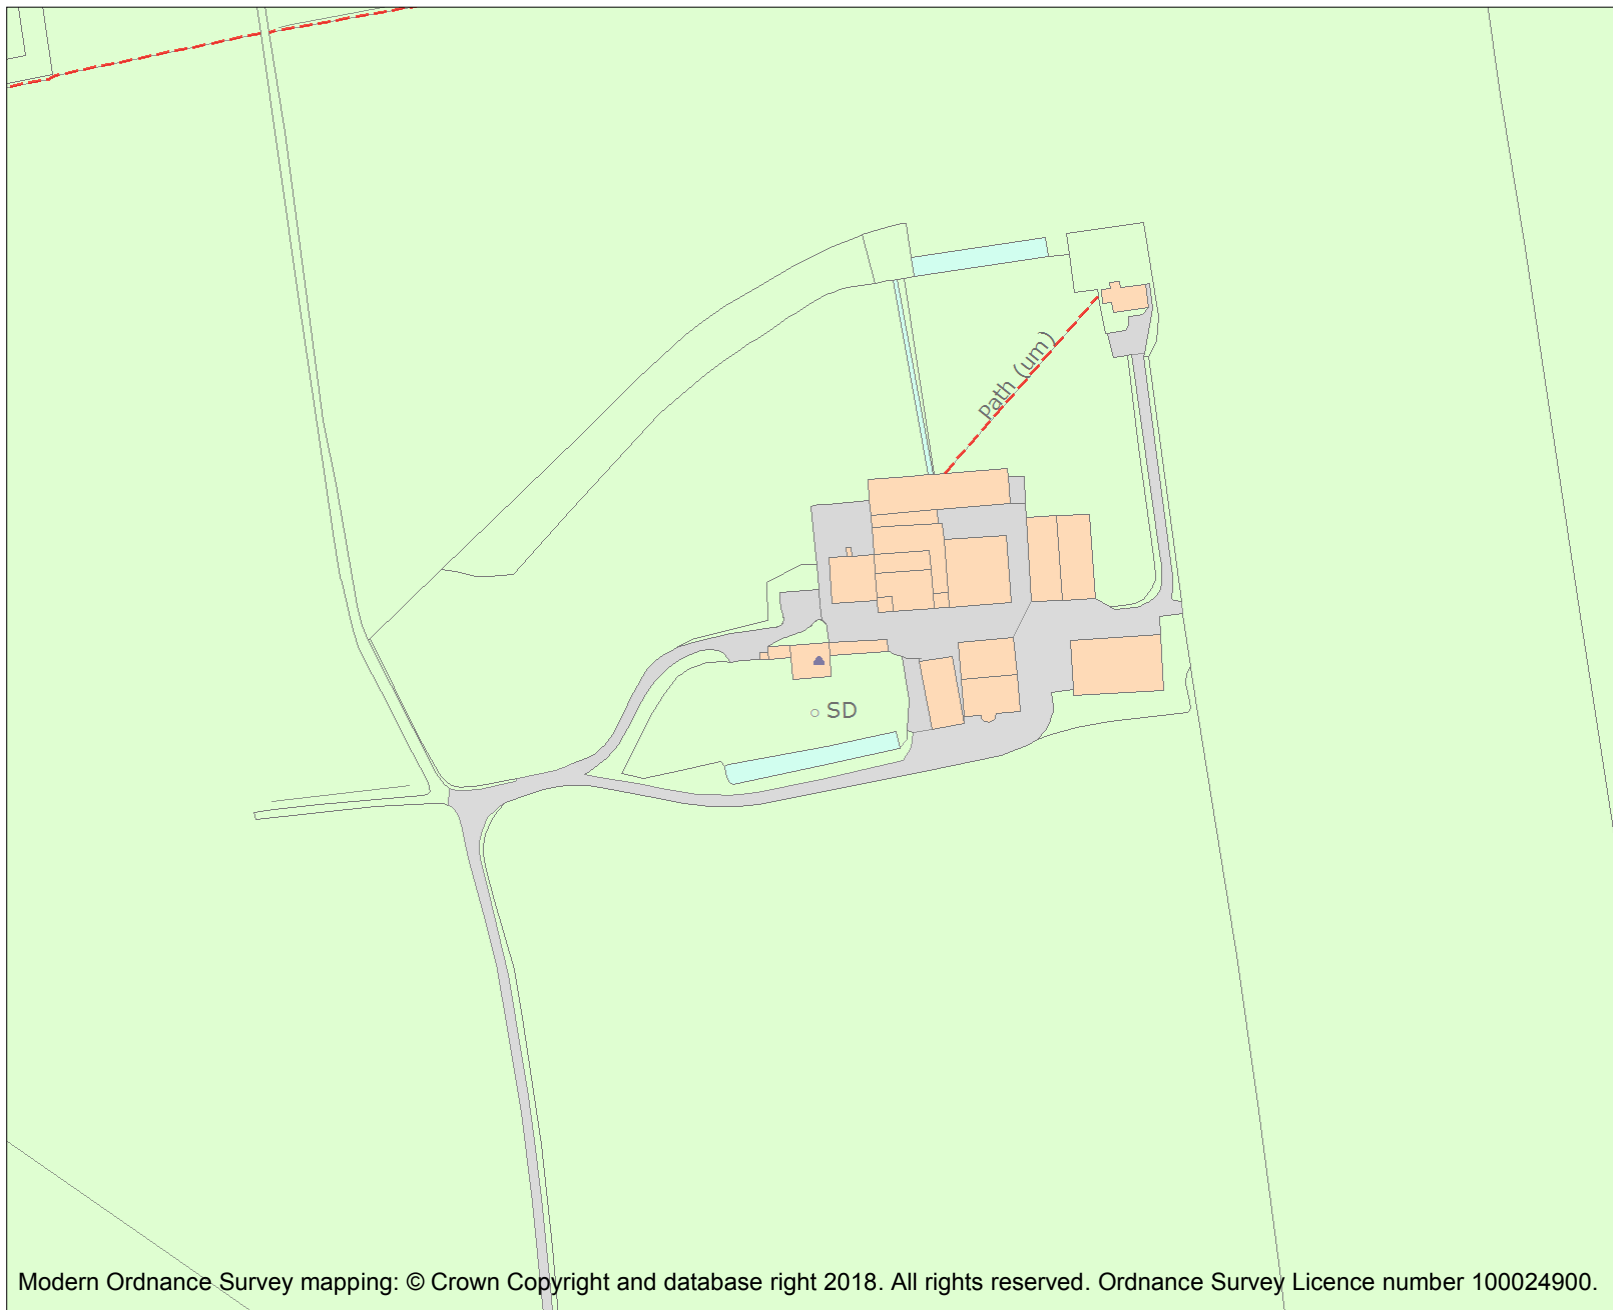 Path (um)
SD
Modern Ordnance Survey mapping: © Crown Copyright and database right 2018. All rights reserved. Ordnance Survey Licence number 100024900.